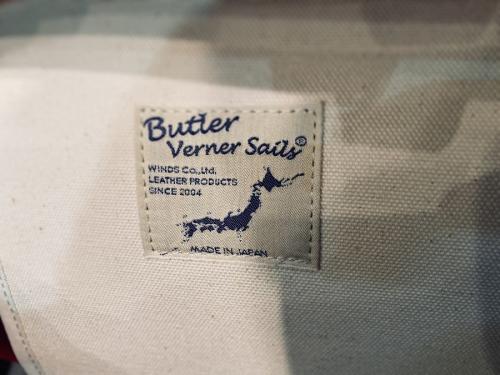 Butler
Verner Sails®
WINDS Co.,Ltd.
LEATHER PRODUCTS
SINCE 2004
MADE IN JAPAN